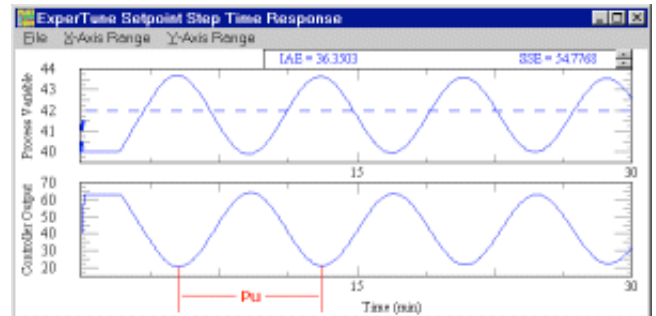 ExperTune Setpoint Step Time Response
File X-Axis Range Y-Axis Range
IAE = 36.3503 SSE = 54.7768
Process Variable
44
43
42
41
40
15 30
Controller Output
70
60
50
40
30
20
15 30
Pu
Time (min)